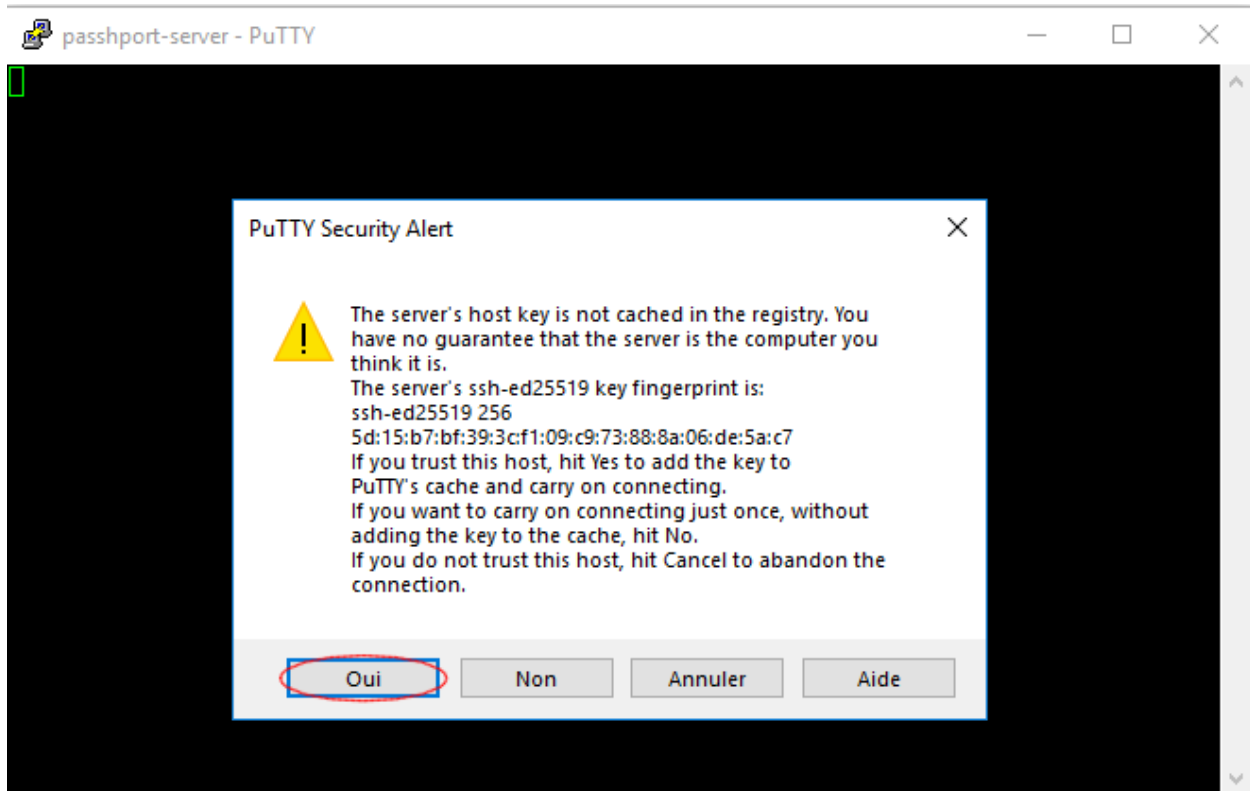 passhport-server - PuTTY
PuTTY Security Alert
The server's host key is not cached in the registry. You
have no guarantee that the server is the computer you
think it is.
The server's ssh-ed25519 key fingerprint is:
ssh-ed25519 256
5d:15:b7:bf:39:3c:f1:09:c9:73:88:8a:06:de:5a:c7
If you trust this host, hit Yes to add the key to
PuTTY's cache and carry on connecting.
If you want to carry on connecting just once, without
adding the key to the cache, hit No.
If you do not trust this host, hit Cancel to abandon the
connection.
Oui Non Annuler Aide